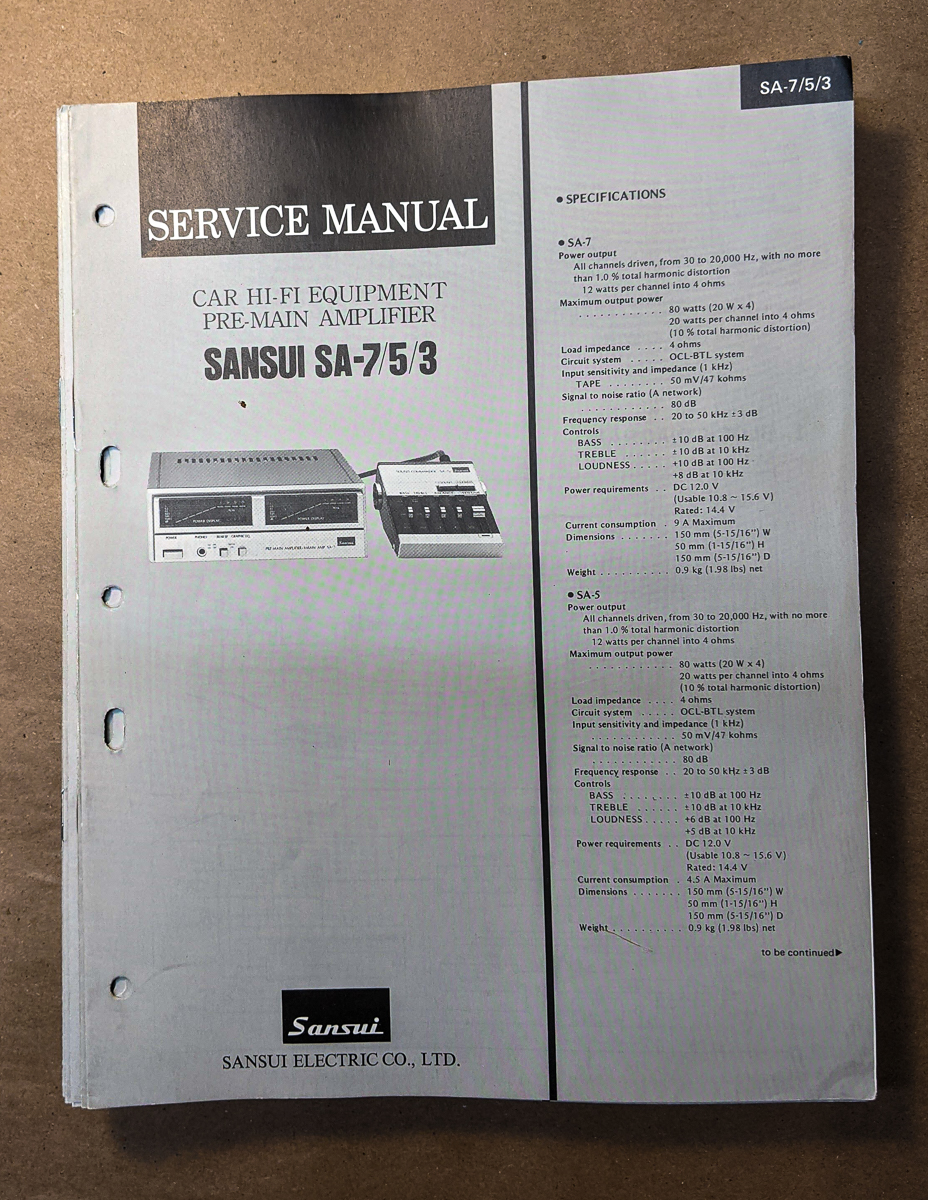 SA-7/5/3
SERVICE MANUAL
CAR HI-FI EQUIPMENT
PRE-MAIN AMPLIFIER
SANSUI SA-7/5/3
POWER DISPLAY
POWER DISPLAY
POWER
PHONES
Sansui
Sansui
SANSUI ELECTRIC CO., LTD.
● SPECIFICATIONS
● SA-7
Power output
All channels driven, from 30 to 20,000 Hz, with no more
than 1.0 % total harmonic distortion
12 watts per channel into 4 ohms
Maximum output power
. . . . . . . . . . . . 80 watts (20 W x 4)
20 watts per channel into 4 ohms
(10 % total harmonic distortion)
Load impedance . . . . 4 ohms
Circuit system . . . . . OCL-BTL system
Input sensitivity and impedance (1 kHz)
TAPE . . . . . . . . 50 mV/47 kohms
Signal to noise ratio (A network)
. . . . . . . . . . . . 80 dB
Frequency response . . 20 to 50 kHz ±3 dB
Controls
BASS . . . . . . . . ±10 dB at 100 Hz
TREBLE . . . . . . ±10 dB at 10 kHz
LOUDNESS . . . . . +10 dB at 100 Hz
+8 dB at 10 kHz
Power requirements . . DC 12.0 V
(Usable 10.8 ~ 15.6 V)
Rated: 14.4 V
Current consumption . 9 A Maximum
Dimensions . . . . . . . 150 mm (5-15/16") W
50 mm (1-15/16") H
150 mm (5-15/16") D
Weight . . . . . . . . . . 0.9 kg (1.98 lbs) net
● SA-5
Power output
All channels driven, from 30 to 20,000 Hz, with no more
than 1.0 % total harmonic distortion
12 watts per channel into 4 ohms
Maximum output power
. . . . . . . . . . . . 80 watts (20 W x 4)
20 watts per channel into 4 ohms
(10 % total harmonic distortion)
Load impedance . . . . 4 ohms
Circuit system . . . . . OCL-BTL system
Input sensitivity and impedance (1 kHz)
. . . . . . . . . . . . 50 mV/47 kohms
Signal to noise ratio (A network)
. . . . . . . . . . . . 80 dB
Frequency response . . 20 to 50 kHz ±3 dB
Controls
BASS . . . . . . . . ±10 dB at 100 Hz
TREBLE . . . . . . ±10 dB at 10 kHz
LOUDNESS . . . . . +6 dB at 100 Hz
+5 dB at 10 kHz
Power requirements . . DC 12.0 V
(Usable 10.8 ~ 15.6 V)
Rated: 14.4 V
Current consumption . 4.5 A Maximum
Dimensions . . . . . . . 150 mm (5-15/16") W
50 mm (1-15/16") H
150 mm (5-15/16") D
Weight . . . . . . . . . . 0.9 kg (1.98 lbs) net
to be continued▶